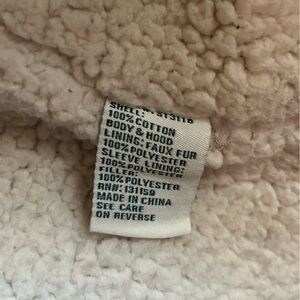 SHELL:
100% COTTON
BODY & HOOD
LINING: FAUX FUR
100% POLYESTER
SLEEVE LINING:
100% POLYESTER
FILLER:
100% POLYESTER
RN#: 131159
MADE IN CHINA
SEE CARE
ON REVERSE